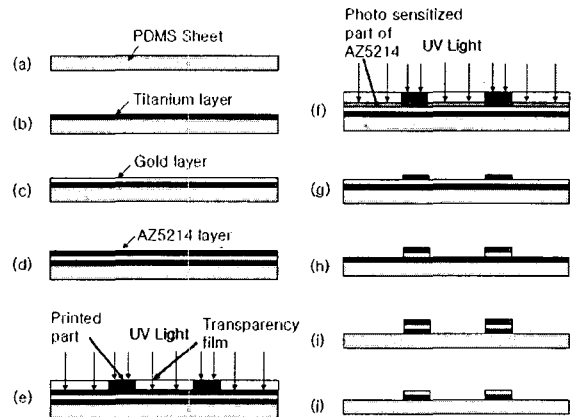 PDMS Sheet
(a)
Titanium layer
(b)
Gold layer
(c)
AZ5214 layer
(d)
Printed
part
UV Light
Transparency
film
(e)
Photo sensitized
part of
AZ5214
UV Light
(f)
(g)
(h)
(i)
(j)